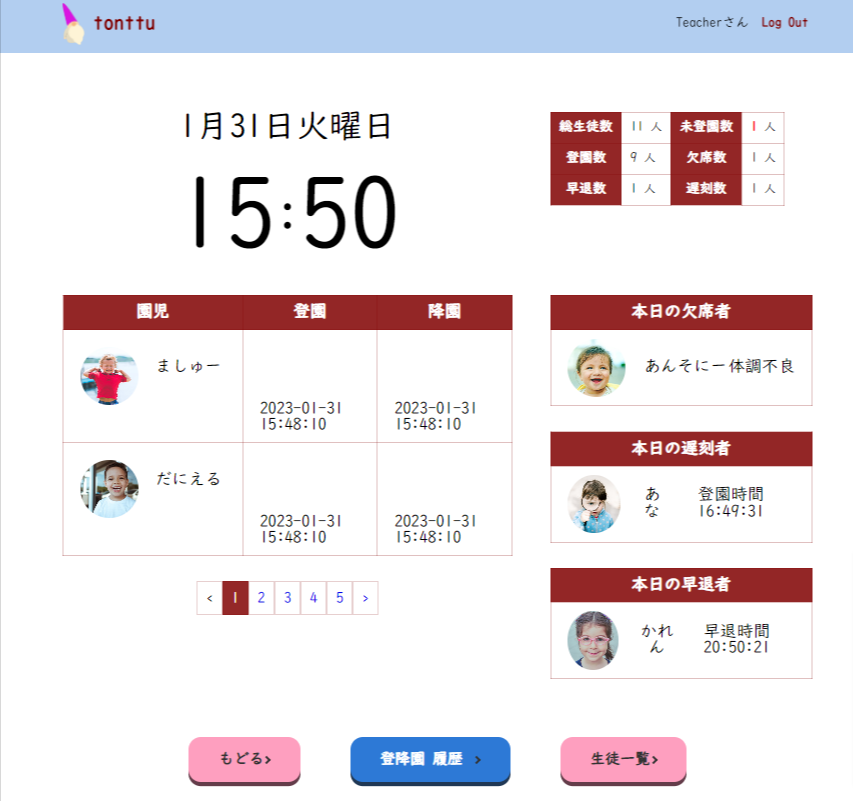 tonttu
Teacherさん Log Out
1月31日火曜日
15:50
総生徒数 11 人 未登園数 1 人
登園数 9 人 欠席数 1 人
早退数 1 人 遅刻数 1 人
園児 登園 降園
ましゅー
2023-01-31 2023-01-31
15:48:10 15:48:10
だにえる
2023-01-31 2023-01-31
15:48:10 15:48:10
< 1 2 3 4 5 >
本日の欠席者
あんそにー体調不良
本日の遅刻者
あ 登園時間
な 16:49:31
本日の早退者
かれ 早退時間
ん 20:50:21
もどる>
登降園 履歴 >
生徒一覧>